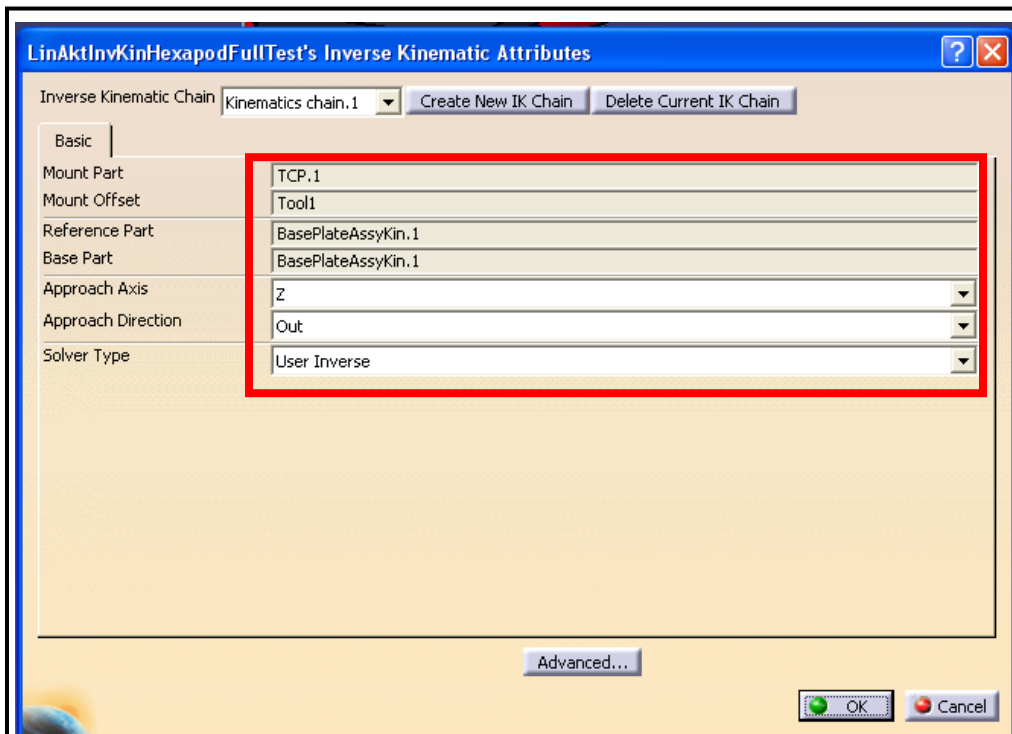 LinAktInvKinHexapodFullTest's Inverse Kinematic Attributes
Inverse Kinematic Chain Kinematics chain.1 Create New IK Chain Delete Current IK Chain
Basic
Mount Part TCP.1
Mount Offset Tool1
Reference Part BasePlateAssyKin.1
Base Part BasePlateAssyKin.1
Approach Axis Z
Approach Direction Out
Solver Type User Inverse
Advanced...
OK Cancel